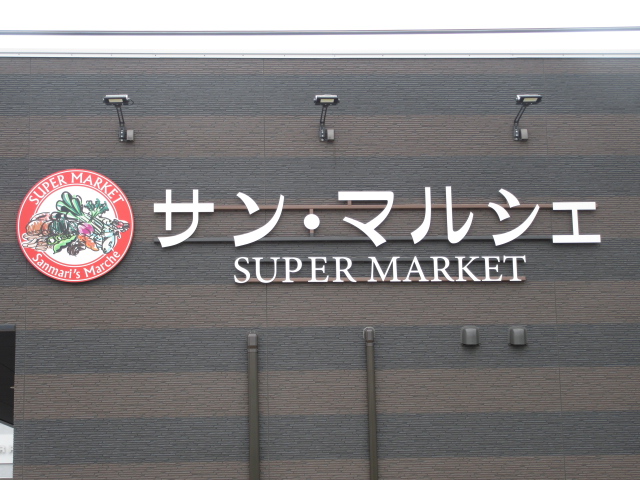 SUPER MARKET
Sanmari's Marché
サン・マルシェ
SUPER MARKET